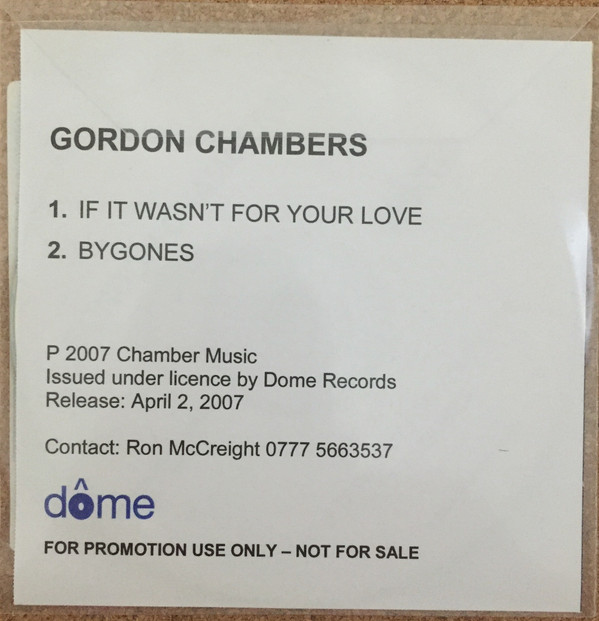 GORDON CHAMBERS
1. IF IT WASN'T FOR YOUR LOVE
2. BYGONES
P 2007 Chamber Music
Issued under licence by Dome Records
Release: April 2, 2007
Contact: Ron McCreight 0777 5663537
dôme
FOR PROMOTION USE ONLY – NOT FOR SALE